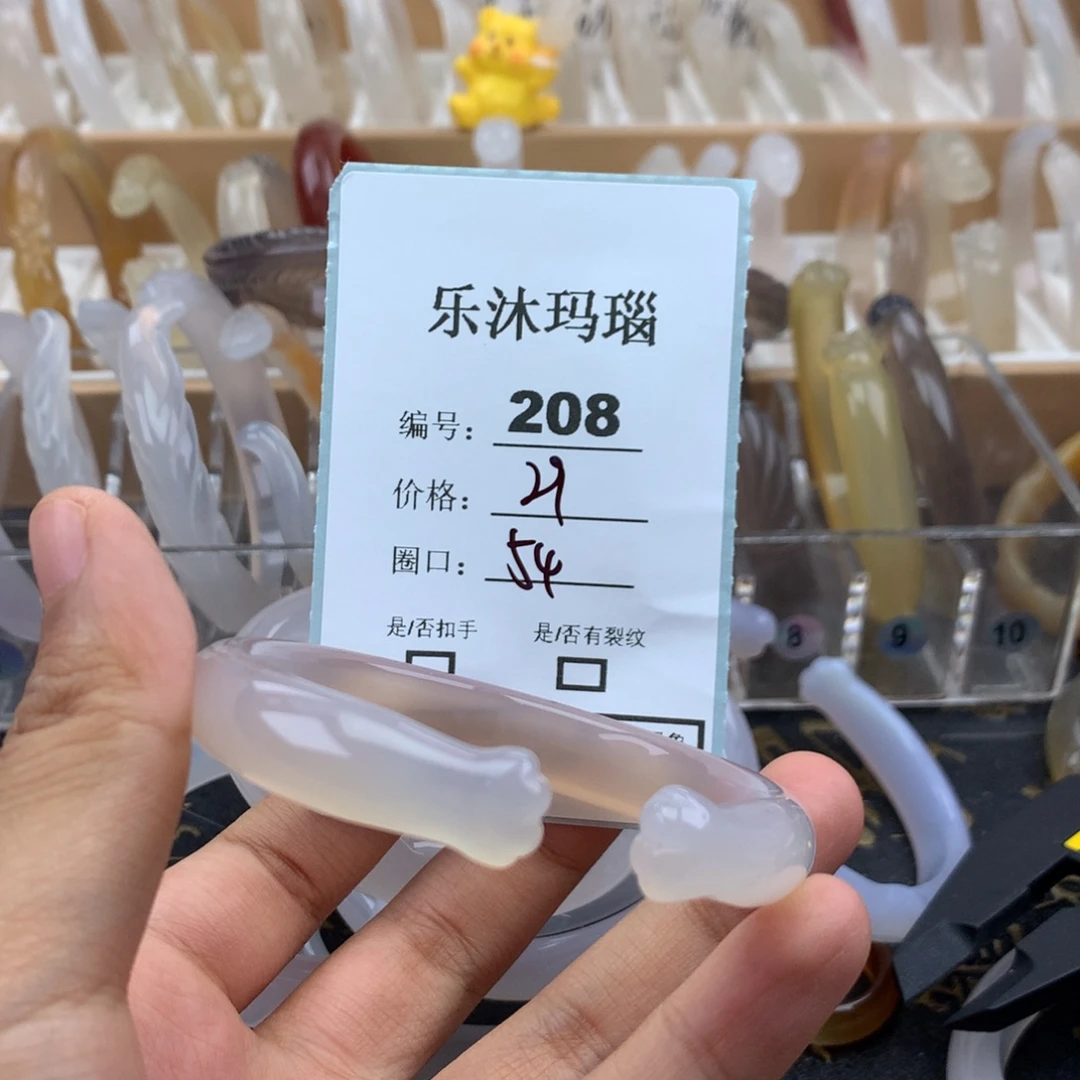 乐沐玛瑙
编号： 208
价格： 21
圈口： 54
是/否扣手 是/否有裂纹
8 9 10